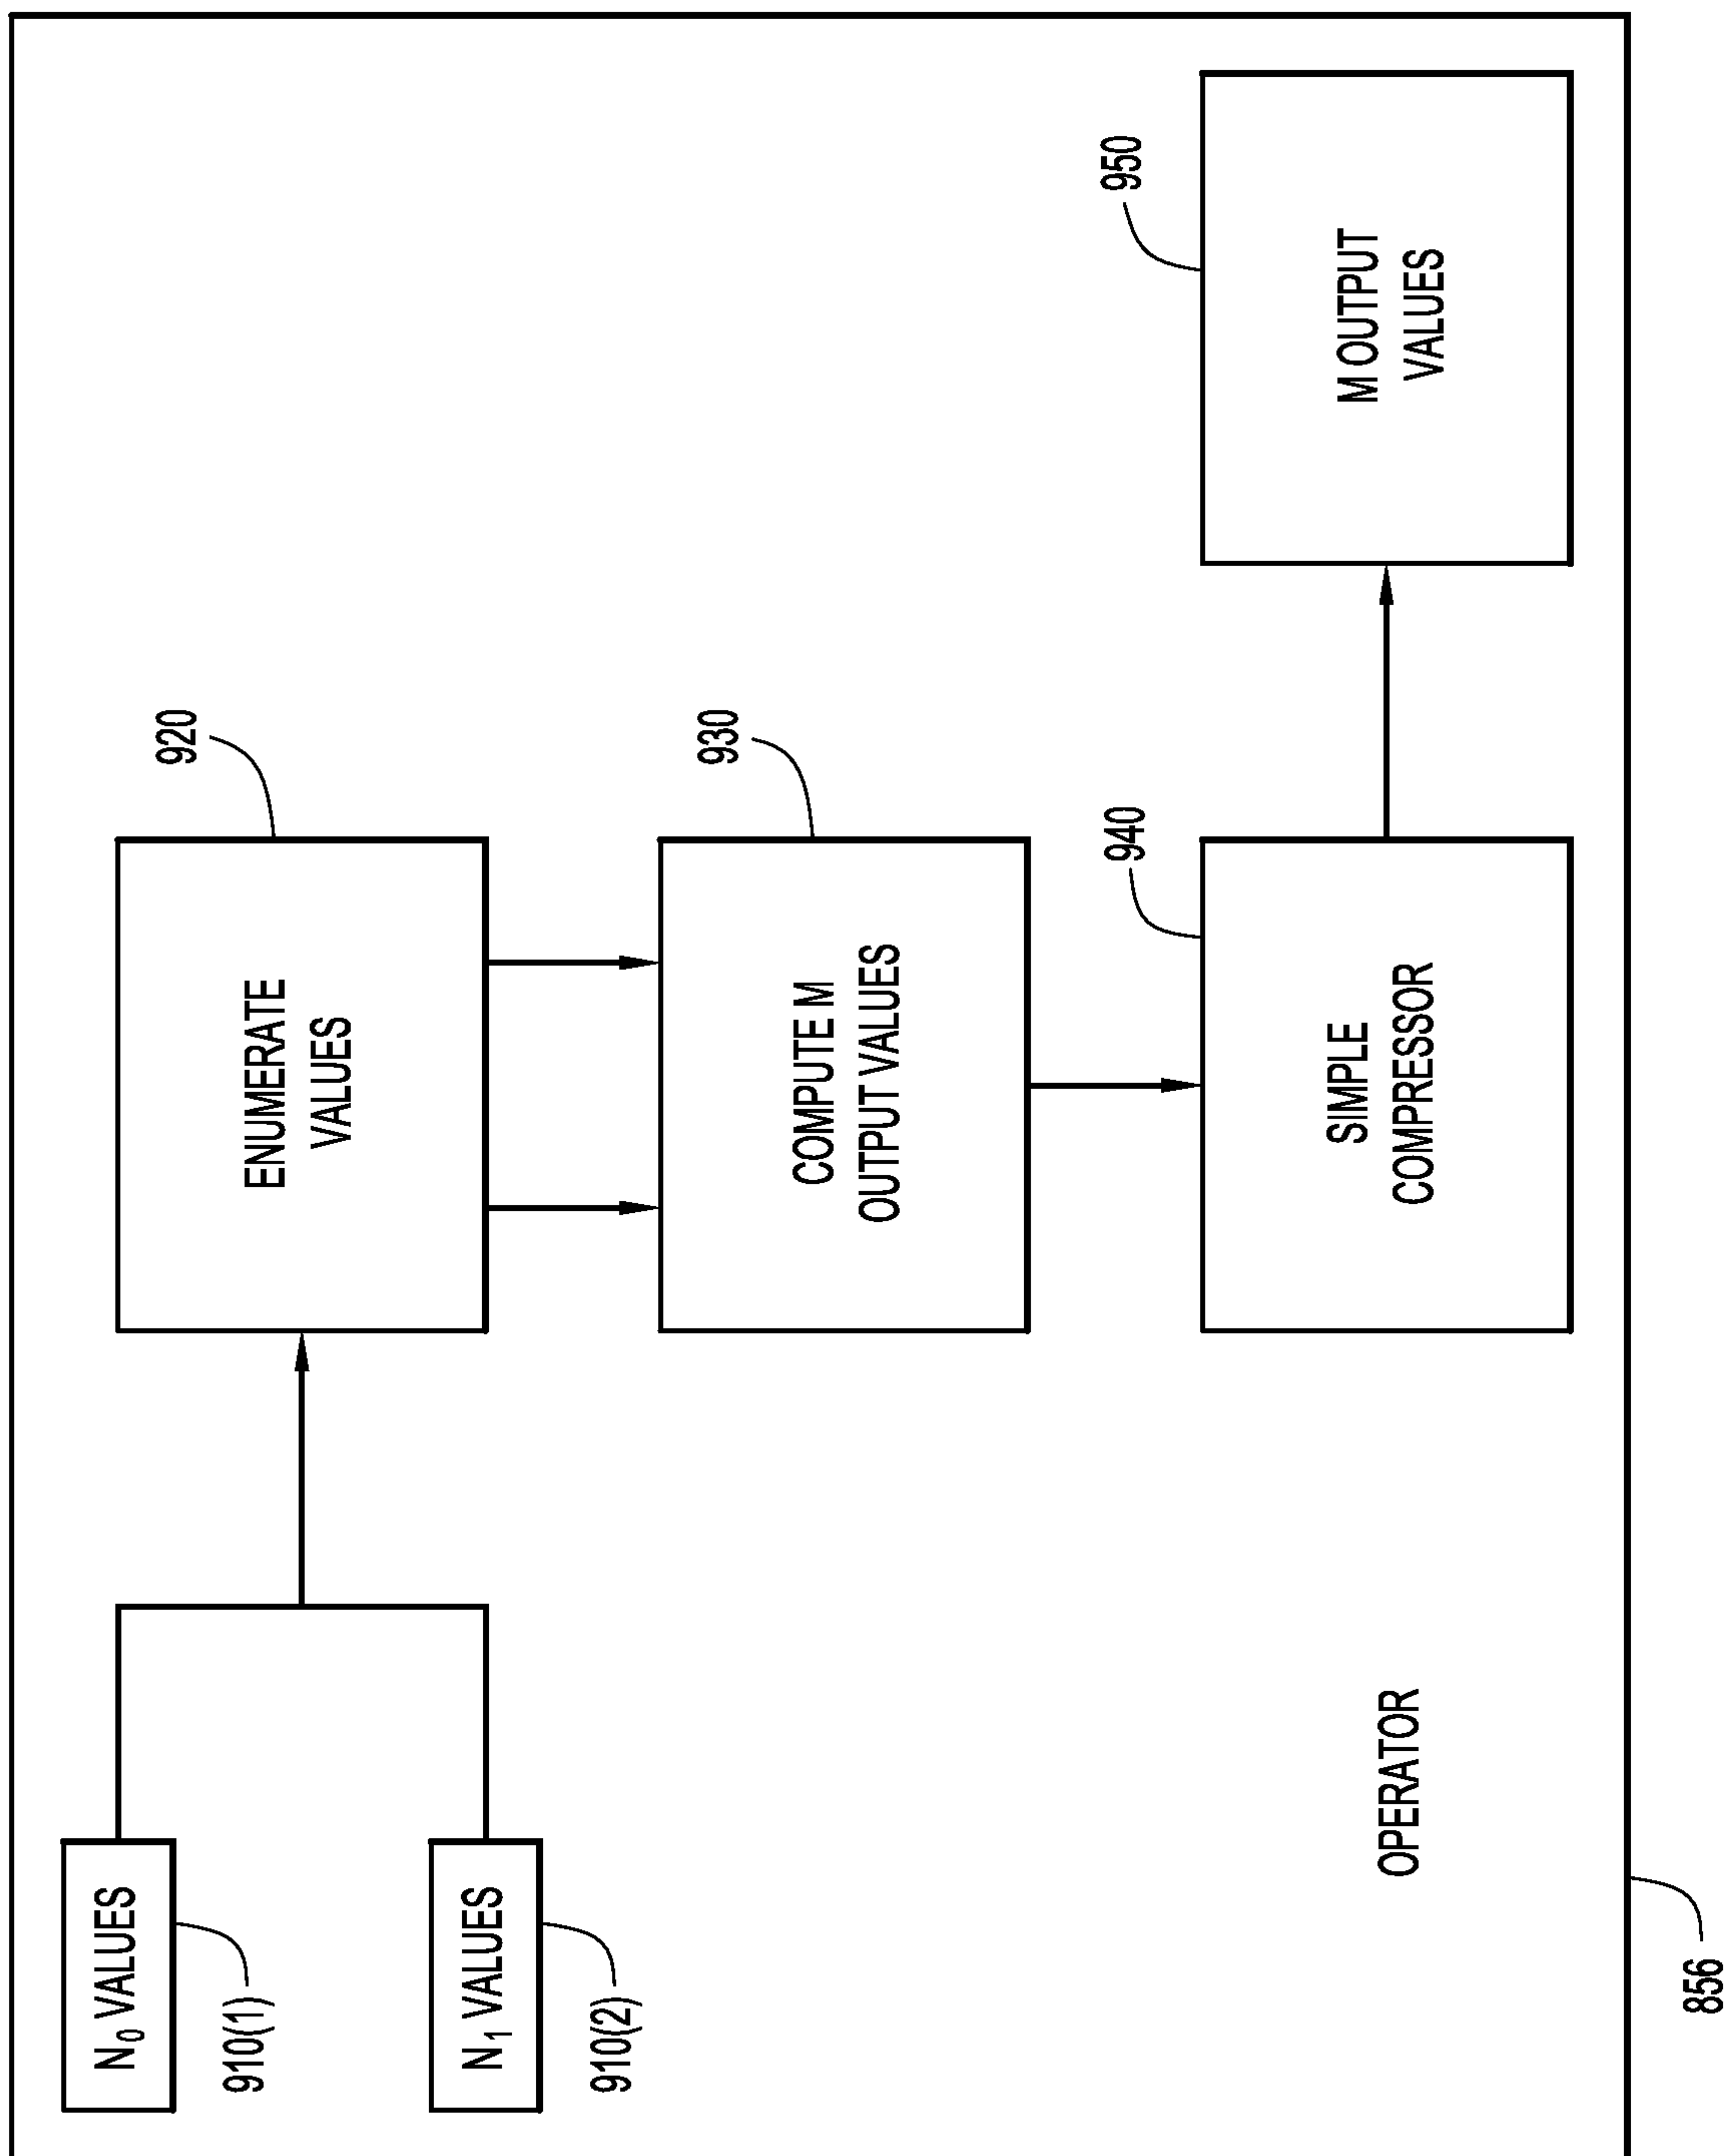 N0 VALUES
910(1)
N1 VALUES
910(2)
920
ENUMERATE
VALUES
930
COMPUTE M
OUTPUT VALUES
940
SIMPLE
COMPRESSOR
950
M OUTPUT
VALUES
OPERATOR
856